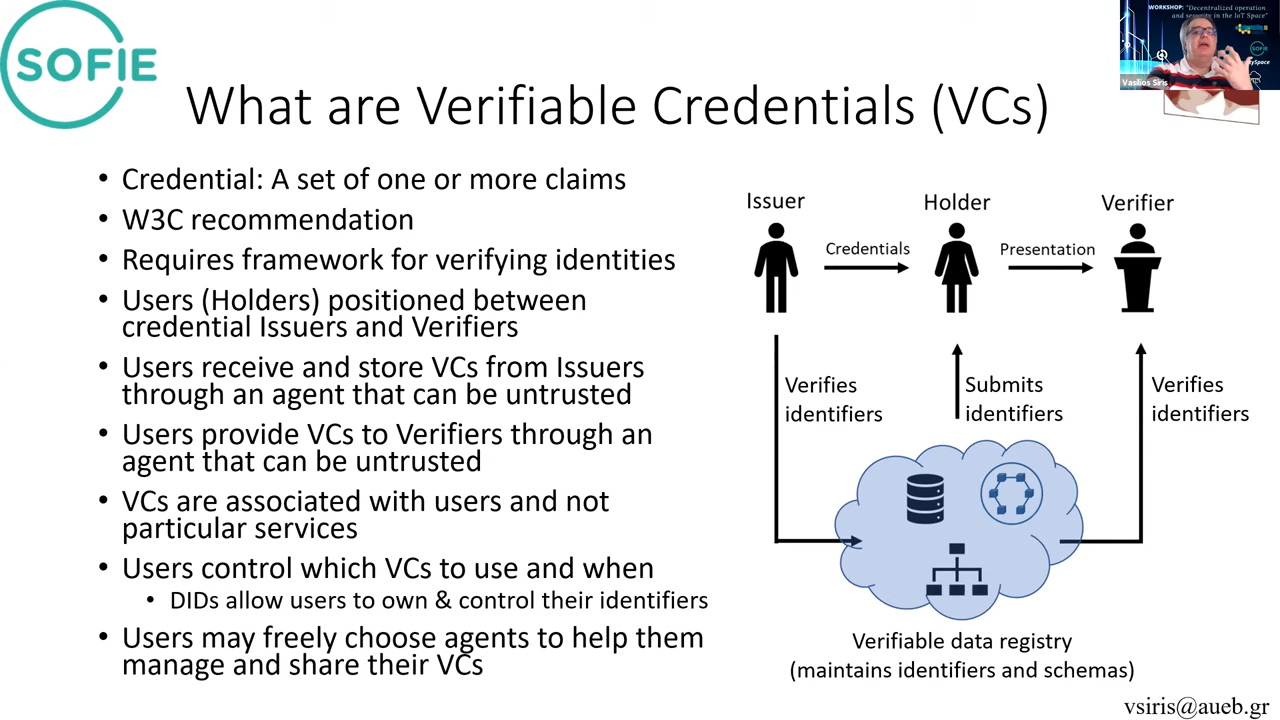 SOFIE
WORKSHOP: "Decentralized operation
and security in the IoT Space"
SOFIE
Vasilios Siris
What are Verifiable Credentials (VCs)
• Credential: A set of one or more claims
• W3C recommendation
• Requires framework for verifying identities
• Users (Holders) positioned between
credential Issuers and Verifiers
• Users receive and store VCs from Issuers
through an agent that can be untrusted
• Users provide VCs to Verifiers through an
agent that can be untrusted
• VCs are associated with users and not
particular services
• Users control which VCs to use and when
• DIDs allow users to own & control their identifiers
• Users may freely choose agents to help them
manage and share their VCs
Issuer
Holder
Verifier
Credentials
Presentation
Verifies
identifiers
Submits
identifiers
Verifies
identifiers
Verifiable data registry
(maintains identifiers and schemas)
vsiris@aueb.gr